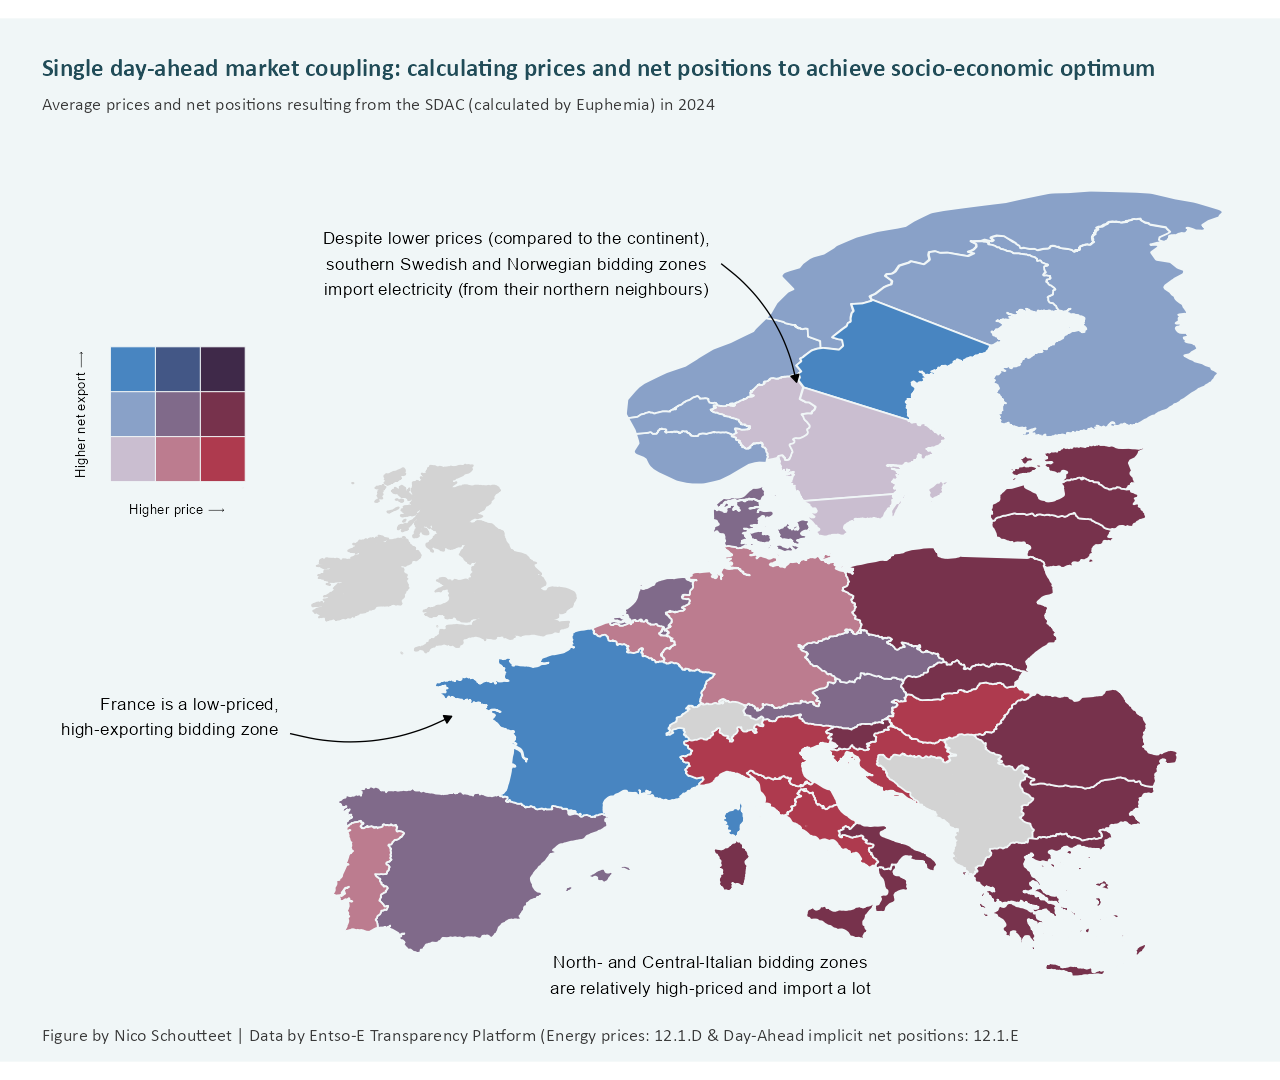 Single day-ahead market coupling: calculating prices and net positions to achieve socio-economic optimum
Average prices and net positions resulting from the SDAC (calculated by Euphemia) in 2024
Despite lower prices (compared to the continent),
southern Swedish and Norwegian bidding zones
import electricity (from their northern neighbours)
Higher net export ⟶
Higher price ⟶
France is a low-priced,
high-exporting bidding zone
North- and Central-Italian bidding zones
are relatively high-priced and import a lot
Figure by Nico Schoutteet | Data by Entso-E Transparency Platform (Energy prices: 12.1.D & Day-Ahead implicit net positions: 12.1.E